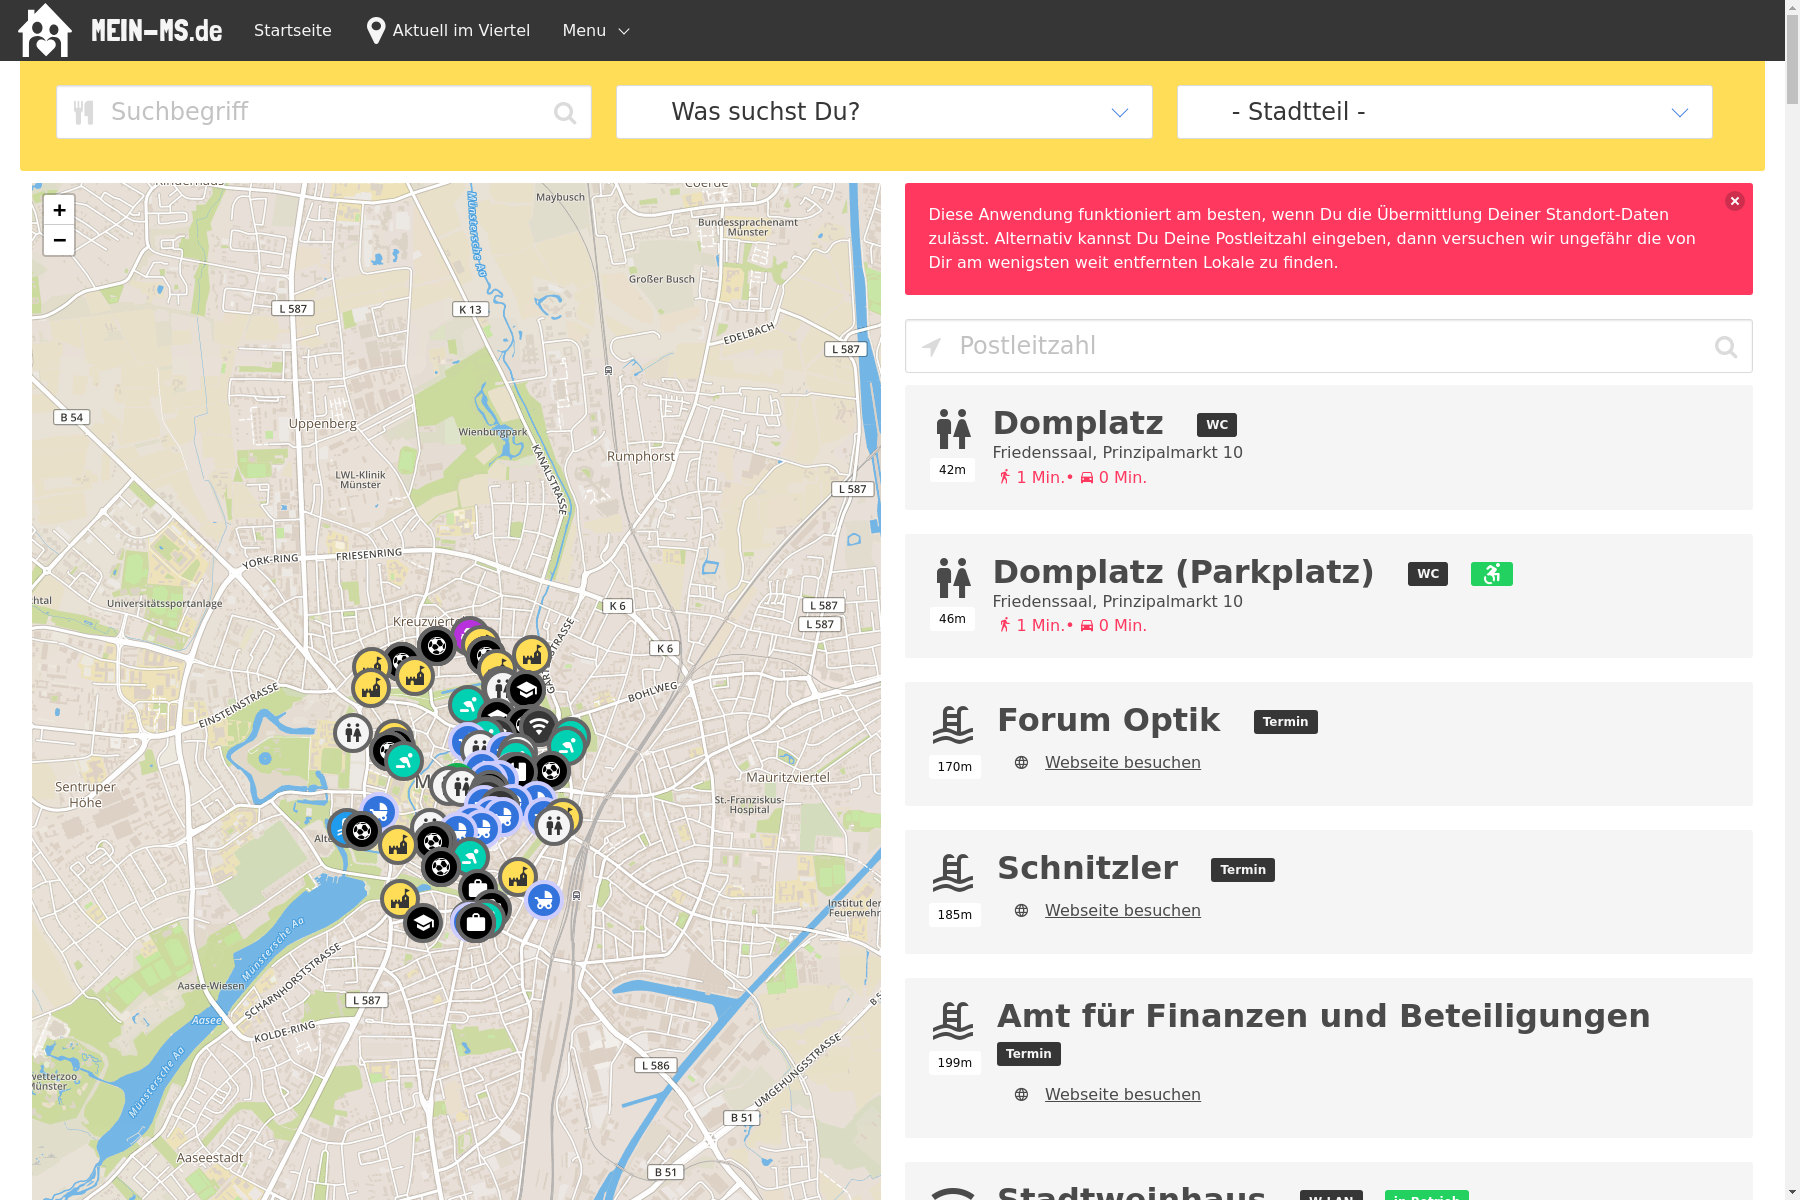 MEIN-MS.de
Startseite
Aktuell im Viertel
Menu
Suchbegriff
Was suchst Du?
- Stadtteil -
+
−
Coerde
Maybusch
Münstersche Aa
Bundessprachenamt
Münster
Großer Busch
L 587
K 13
EDELBACH
L 587
B 54
Uppenberg
Wienburgpark
KANALSTRASSE
Rumphorst
LWL-Klinik
Münster
L 587
YORK-RING
FRIESENRING
Universitätssportanlage
K 6
L 587
L 587
Kreuzviertel
K 6
BOHLWEG
EINSTEINSTRASSE
Sentruper
Höhe
Mauritzviertel
St.-Franziskus-
Hospital
Institut der
Feuerwehr
Münstersche Aa
SCHARNHORSTSTRASSE
Aasee-Wiesen
L 587
Aasee
KOLDE-RING
Münstersche Aa
L 586
UMGEHUNGSSTRASSE
B 51
Aaseestadt
B 51
Diese Anwendung funktioniert am besten, wenn Du die Übermittlung Deiner Standort-Daten
zulässt. Alternativ kannst Du Deine Postleitzahl eingeben, dann versuchen wir ungefähr die von
Dir am wenigsten weit entfernten Lokale zu finden.
Postleitzahl
Domplatz WC
Friedenssaal, Prinzipalmarkt 10
42m
1 Min.• 0 Min.
Domplatz (Parkplatz) WC
Friedenssaal, Prinzipalmarkt 10
46m
1 Min.• 0 Min.
Forum Optik Termin
170m
Webseite besuchen
Schnitzler Termin
185m
Webseite besuchen
Amt für Finanzen und Beteiligungen
Termin
199m
Webseite besuchen
Stadtweinhaus W-LAN in Betrieb